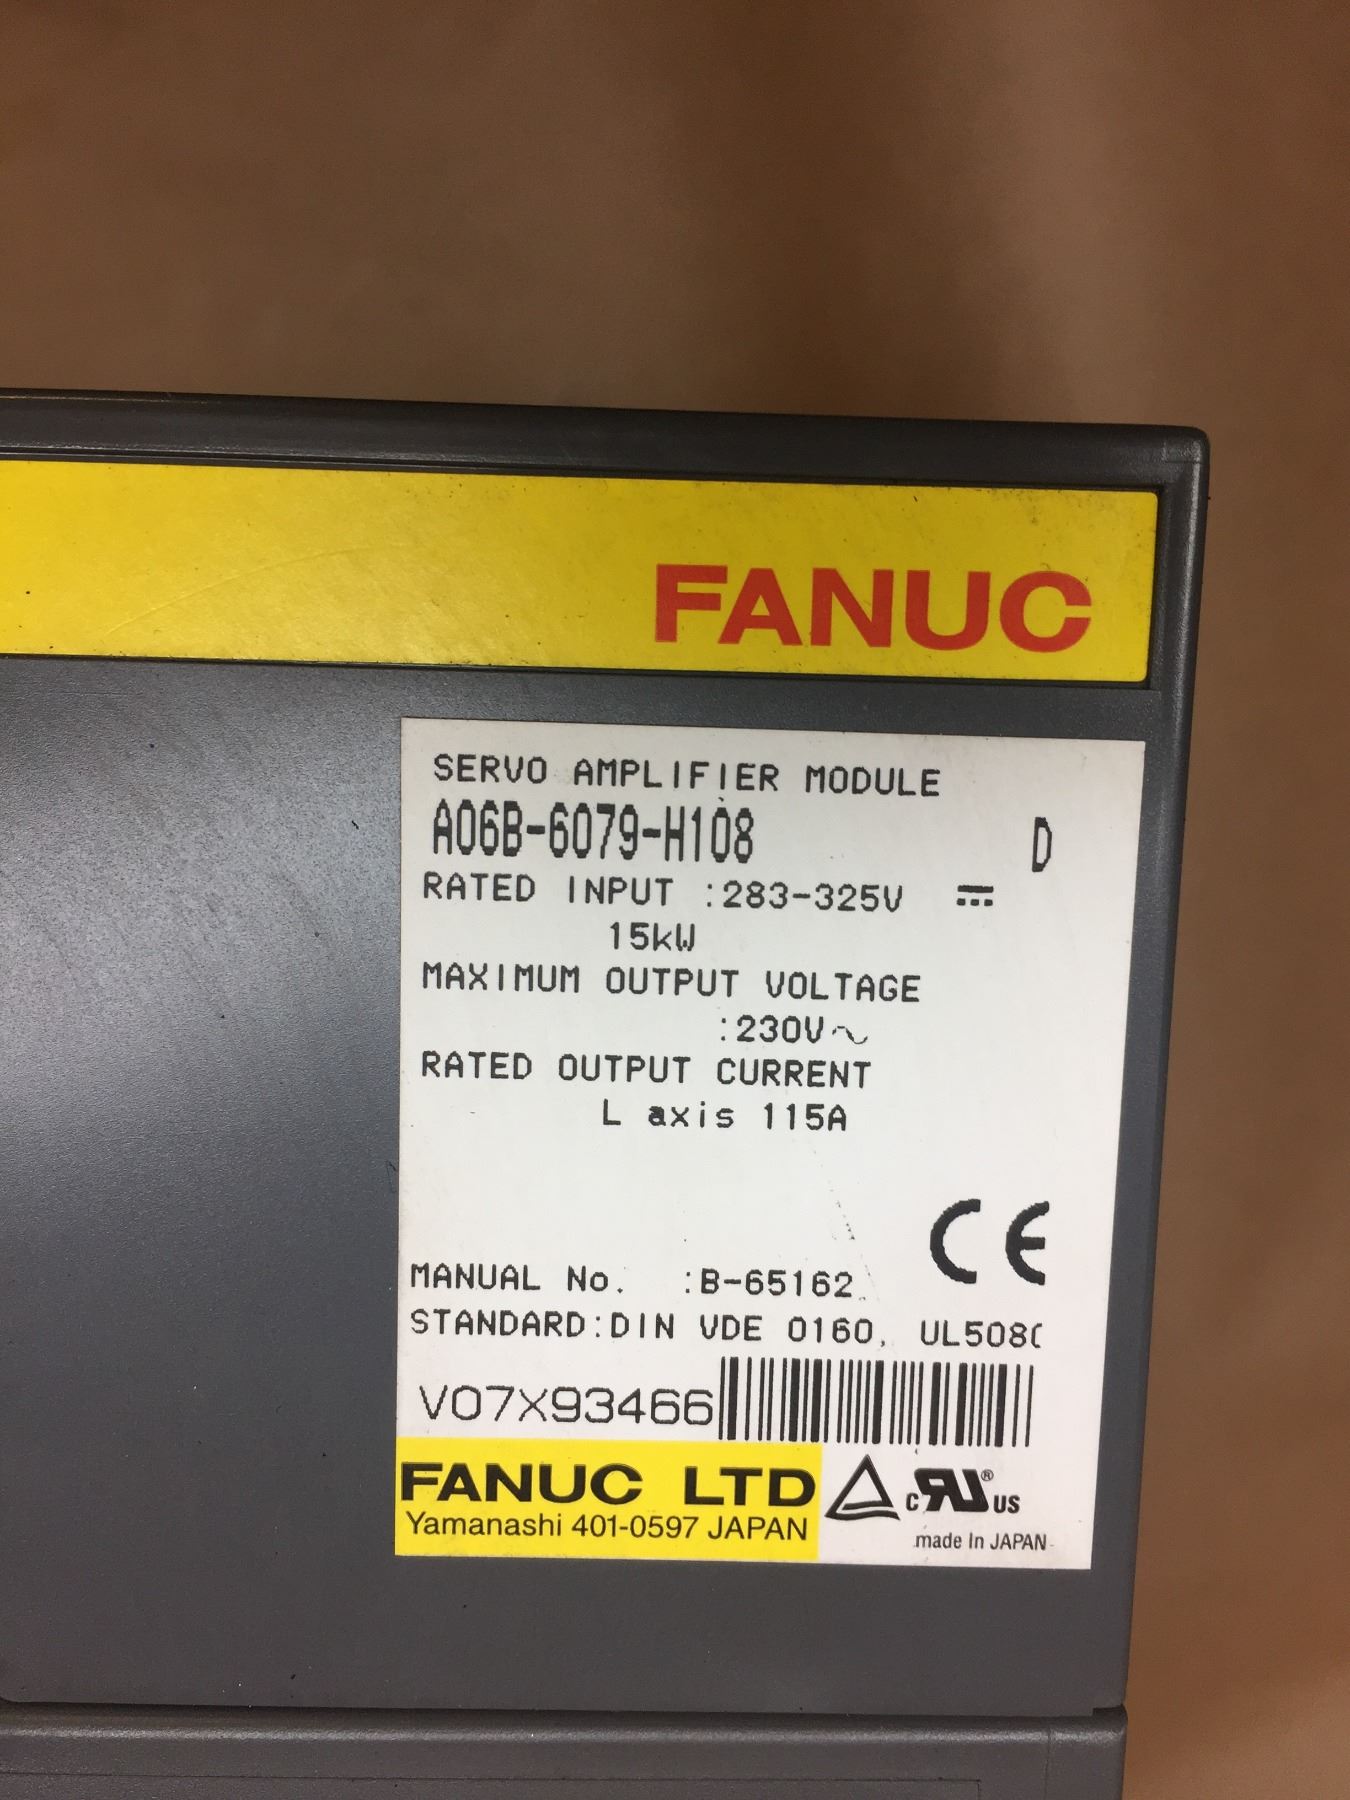 FANUC
SERVO AMPLIFIER MODULE
A06B-6079-H108 D
RATED INPUT :283-325V ⎓
15kW
MAXIMUM OUTPUT VOLTAGE
:230V~
RATED OUTPUT CURRENT
L axis 115A
CE
MANUAL No. :B-65162
STANDARD:DIN VDE 0160, UL508C
V07X93466
FANUC LTD
Yamanashi 401-0597 JAPAN
c RU® US
made In JAPAN